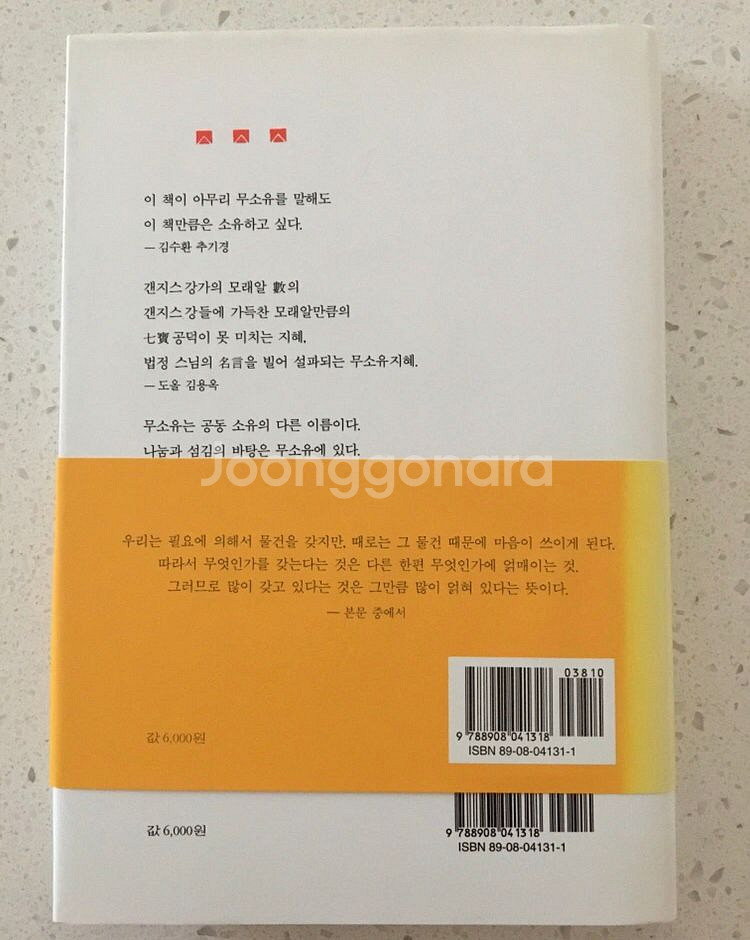 이 책이 아무리 무소유를 말해도
이 책만큼은 소유하고 싶다.
— 김수환 추기경
갠지스강가의 모래알 數의
갠지스강들에 가득찬 모래알만큼의
七寶 공덕이 못 미치는 지혜,
법정 스님의 名言을 빌어 설파되는 무소유지혜.
— 도올 김용옥
무소유는 공동 소유의 다른 이름이다.
나눔과 섬김의 바탕은 무소유에 있다.
Joonggonara
우리는 필요에 의해서 물건을 갖지만, 때로는 그 물건 때문에 마음이 쓰이게 된다.
따라서 무엇인가를 갖는다는 것은 다른 한편 무엇인가에 얽매이는 것.
그러므로 많이 갖고 있다는 것은 그만큼 많이 얽혀 있다는 뜻이다.
— 본문 중에서
03810
9 788908 041318
ISBN 89-08-04131-1
값 6,000원
9 788908 041318
ISBN 89-08-04131-1
값 6,000원